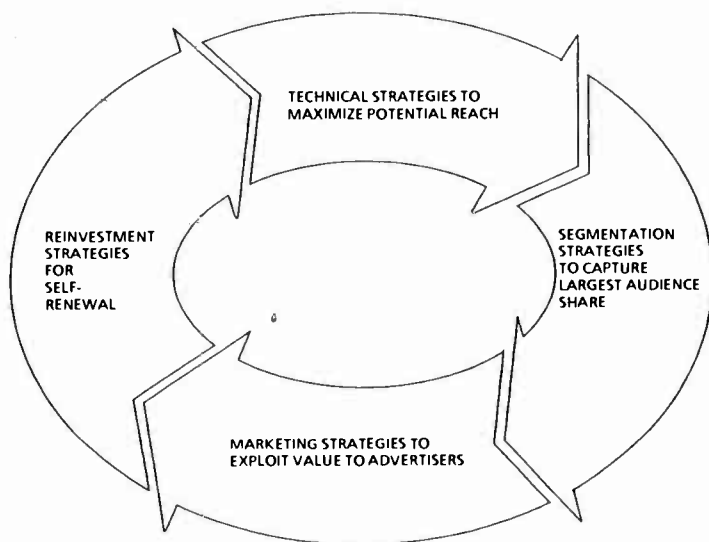 TECHNICAL STRATEGIES TO
MAXIMIZE POTENTIAL REACH
SEGMENTATION
STRATEGIES
TO CAPTURE
LARGEST AUDIENCE
SHARE
MARKETING STRATEGIES TO
EXPLOIT VALUE TO ADVERTISERS
REINVESTMENT
STRATEGIES
FOR
SELF-
RENEWAL